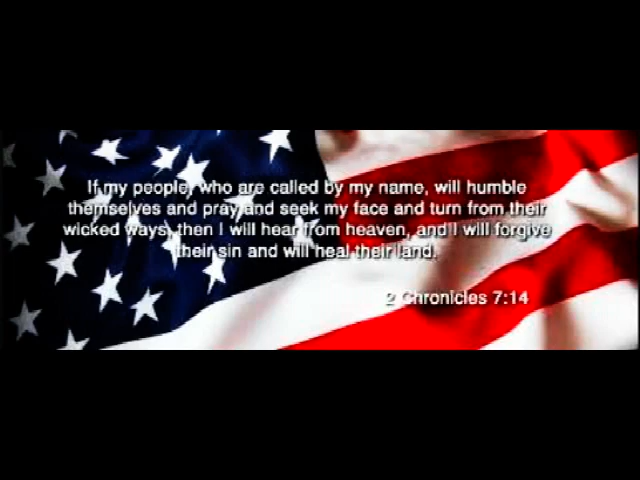 If my people, who are called by my name, will humble
themselves and pray and seek my face and turn from their
wicked ways, then I will hear from heaven, and I will forgive
their sin and will heal their land.
2 Chronicles 7:14